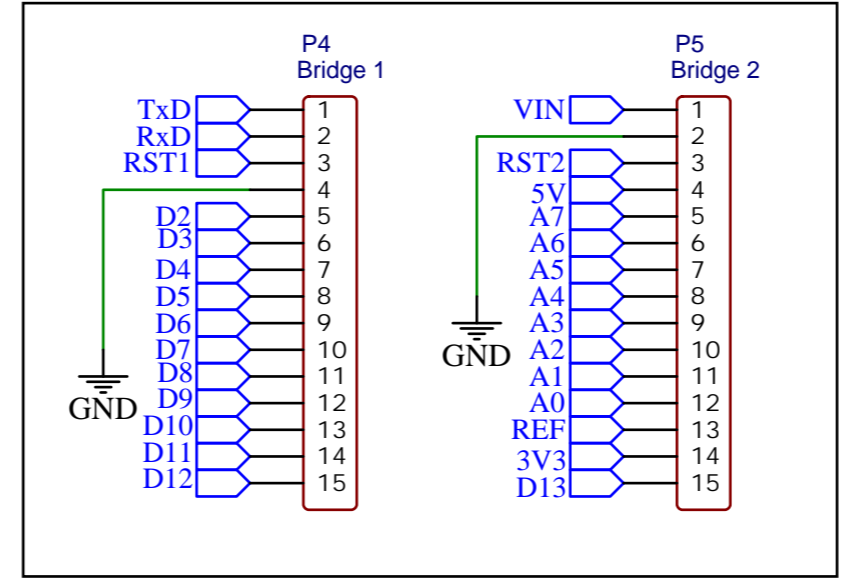 P4
Bridge 1
TxD 1
RxD 2
RST1 3
4
D2 5
D3 6
D4 7
D5 8
D6 9
D7 10
D8 11
D9 12
D10 13
D11 14
D12 15
GND
P5
Bridge 2
VIN 1
2
RST2 3
5V 4
A7 5
A6 6
A5 7
A4 8
A3 9
A2 10
A1 11
A0 12
REF 13
3V3 14
D13 15
GND